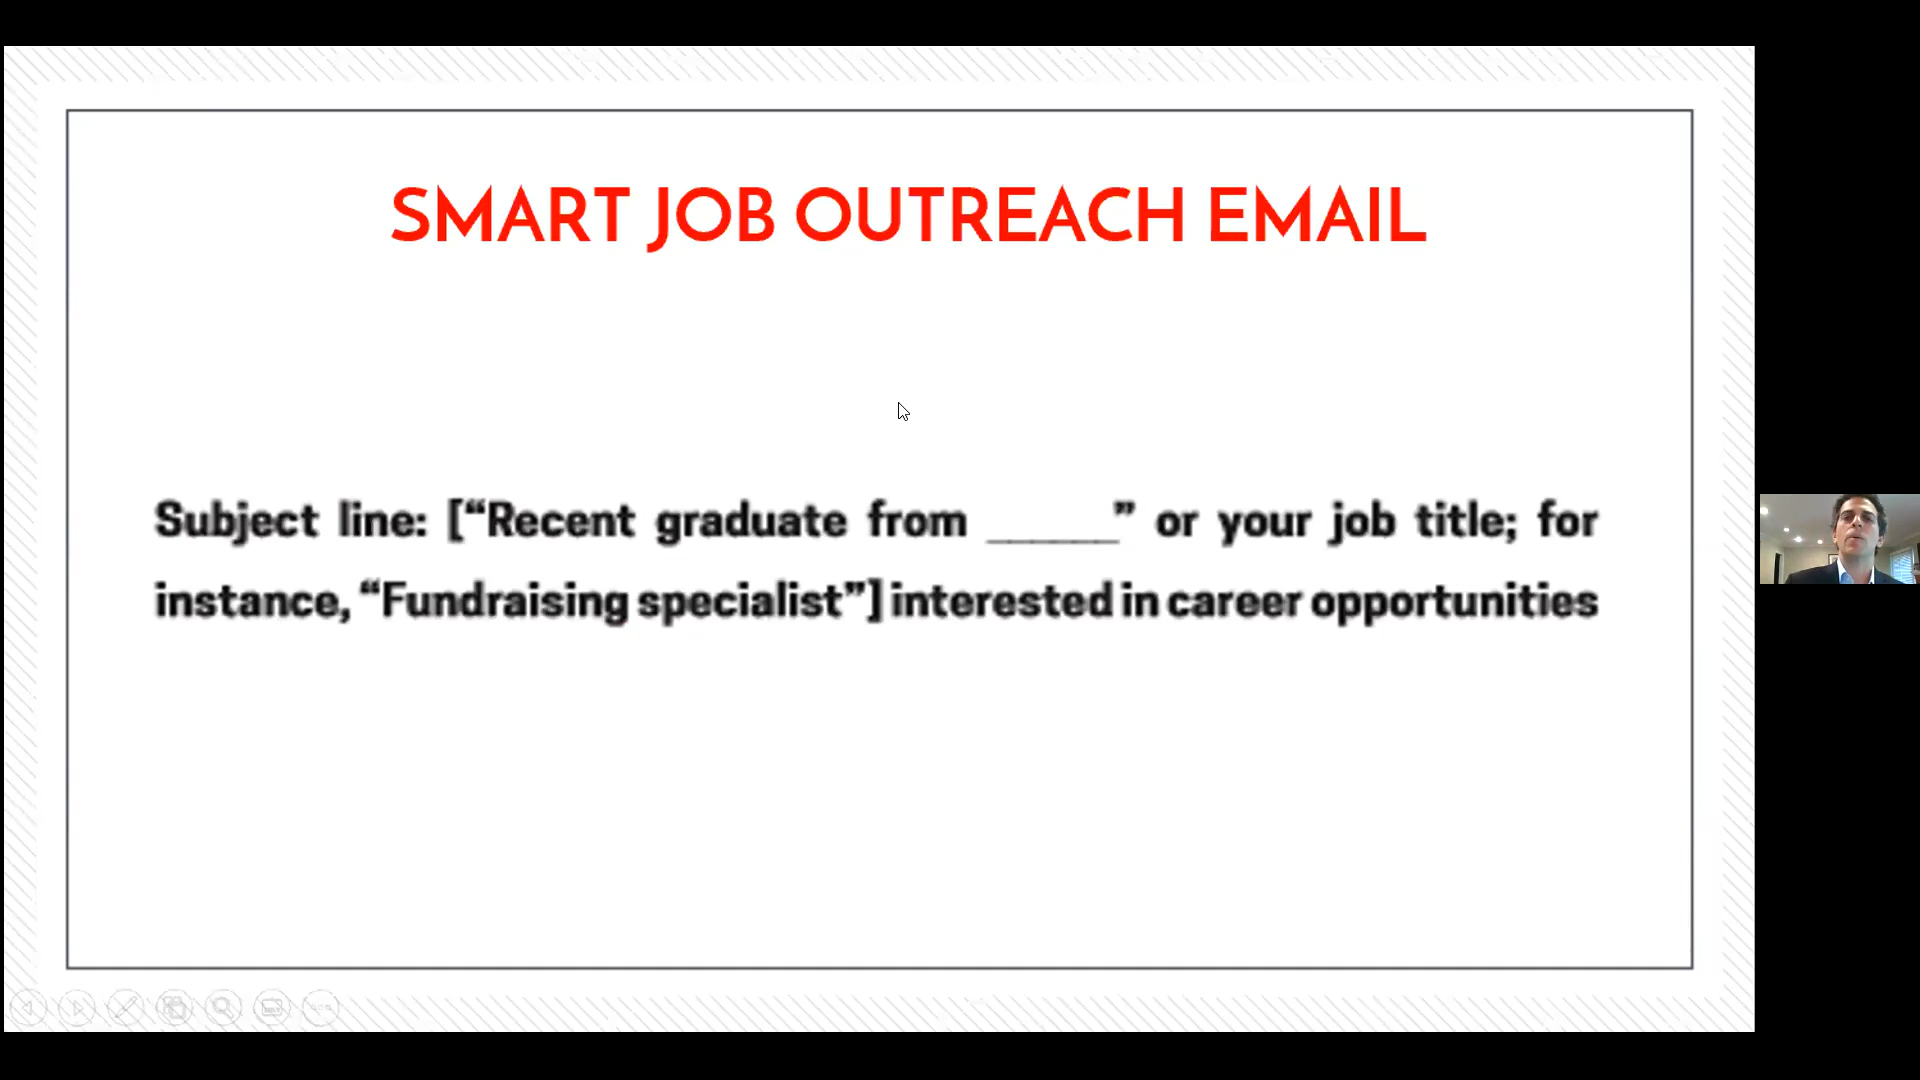 SMART JOB OUTREACH EMAIL
Subject line: [“Recent graduate from ______” or your job title; for
instance, “Fundraising specialist”] interested in career opportunities